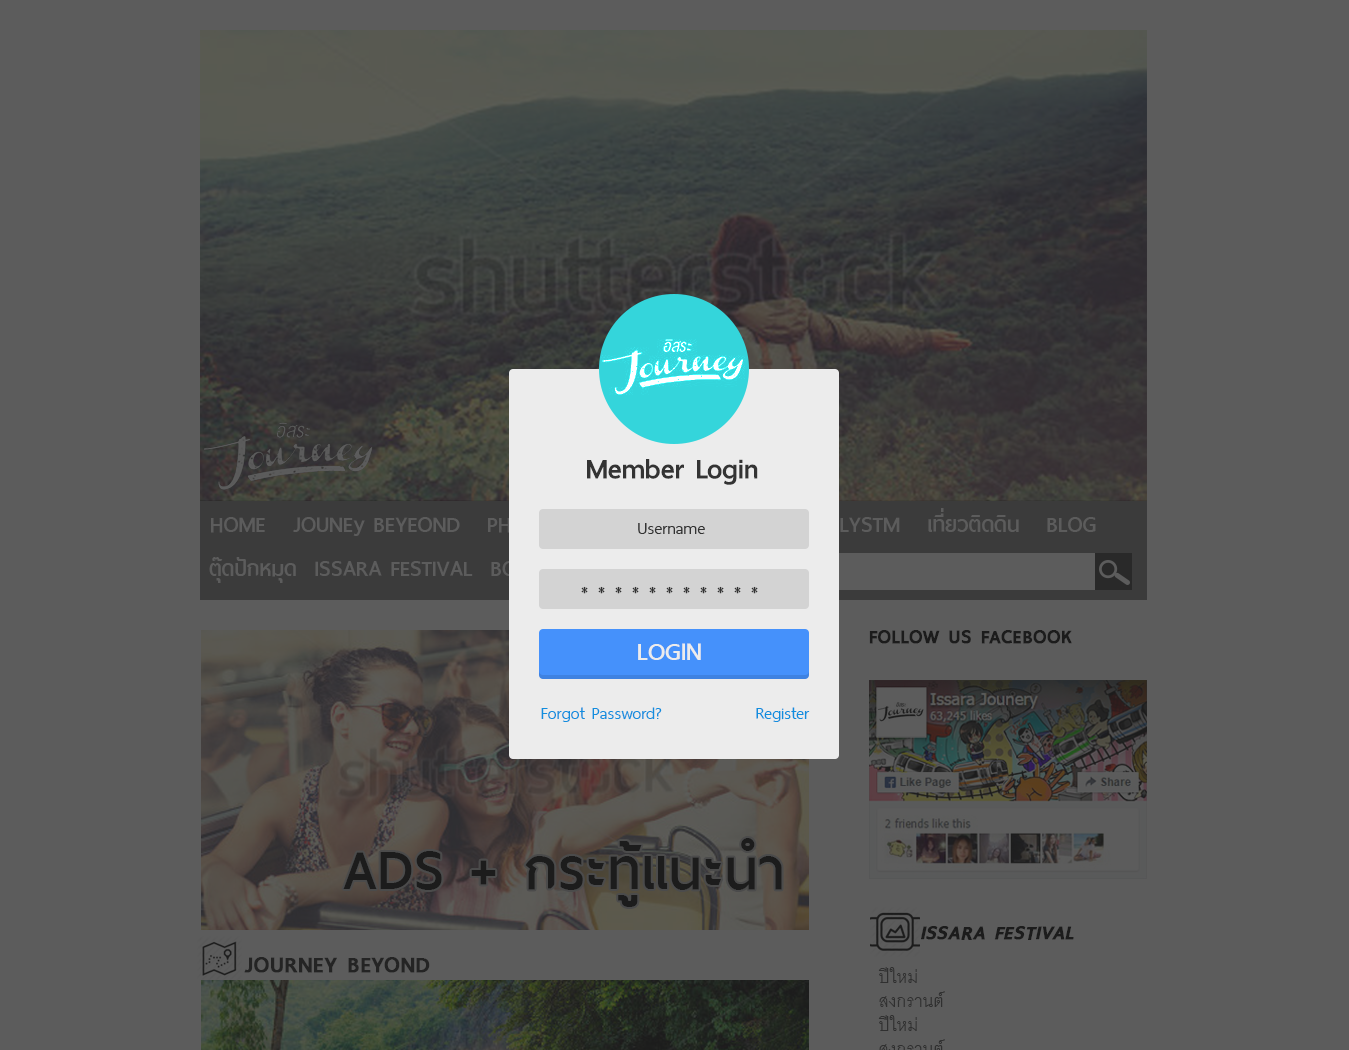 shutterstock
อิสระ
Journey
อิสระ
Journey
Member Login
HOME JOUNEy BEYEOND PH LYSTM เที่ยวติดดิน BLOG
Username
ตุ๊ดปักหมุด ISSARA FESTIVAL BO
* * * * * * * * * * *
LOGIN
FOLLOW US FACEBOOK
Forgot Password? Register
Issara Jounery
63,245 likes
Journey
shutterstock
Like Page Share
2 friends like this
ADS + กระทู้แนะนำ
ISSARA FESTIVAL
JOURNEY BEYOND
ปีใหม่
สงกรานต์
ปีใหม่
สงกรานต์